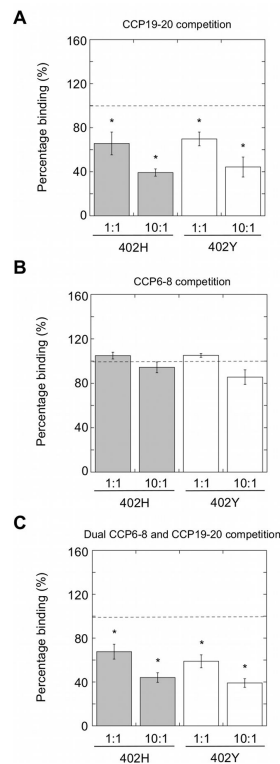 A
CCP19-20 competition
Percentage binding (%)
160
120
80
40
0
* * * *
1:1 10:1 1:1 10:1
402H 402Y
B
CCP6-8 competition
Percentage binding (%)
160
120
80
40
0
1:1 10:1 1:1 10:1
402H 402Y
C
Dual CCP6-8 and CCP19-20 competition
Percentage binding (%)
160
120
80
40
0
* * * *
1:1 10:1 1:1 10:1
402H 402Y